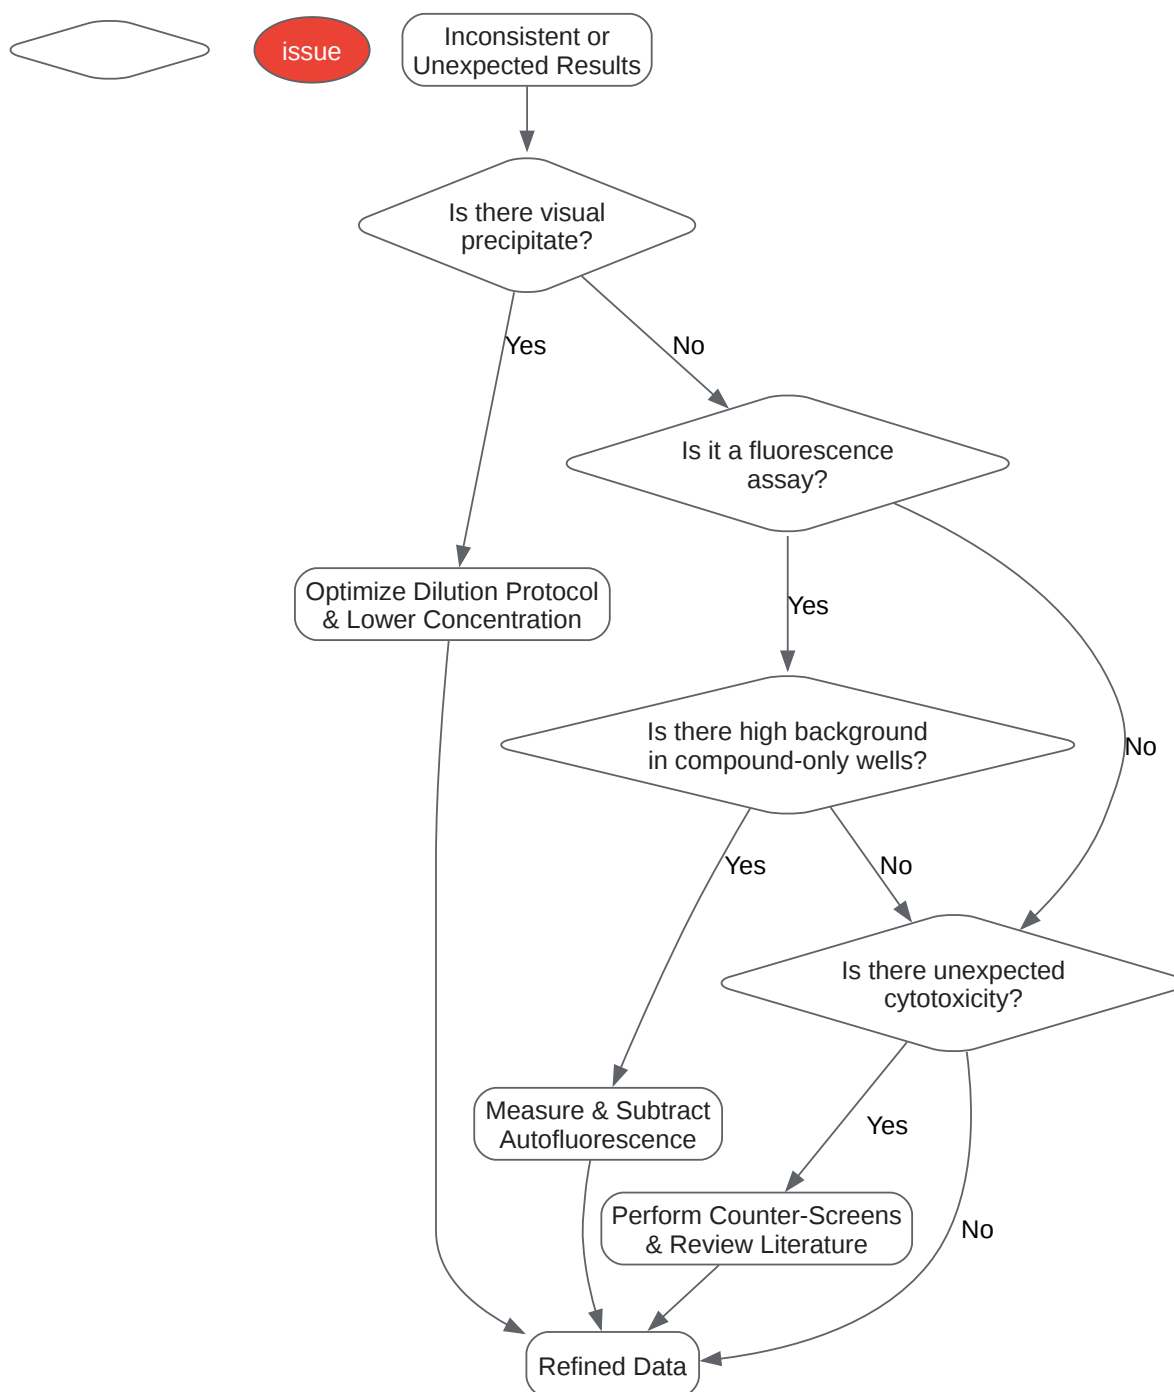 issue
Inconsistent or
Unexpected Results
Is there visual
precipitate?
Yes
No
Is it a fluorescence
assay?
Optimize Dilution Protocol
& Lower Concentration
Yes
Is there high background
in compound-only wells?
No
Yes
No
Is there unexpected
cytotoxicity?
Measure & Subtract
Autofluorescence
Yes
Perform Counter-Screens
& Review Literature
No
Refined Data